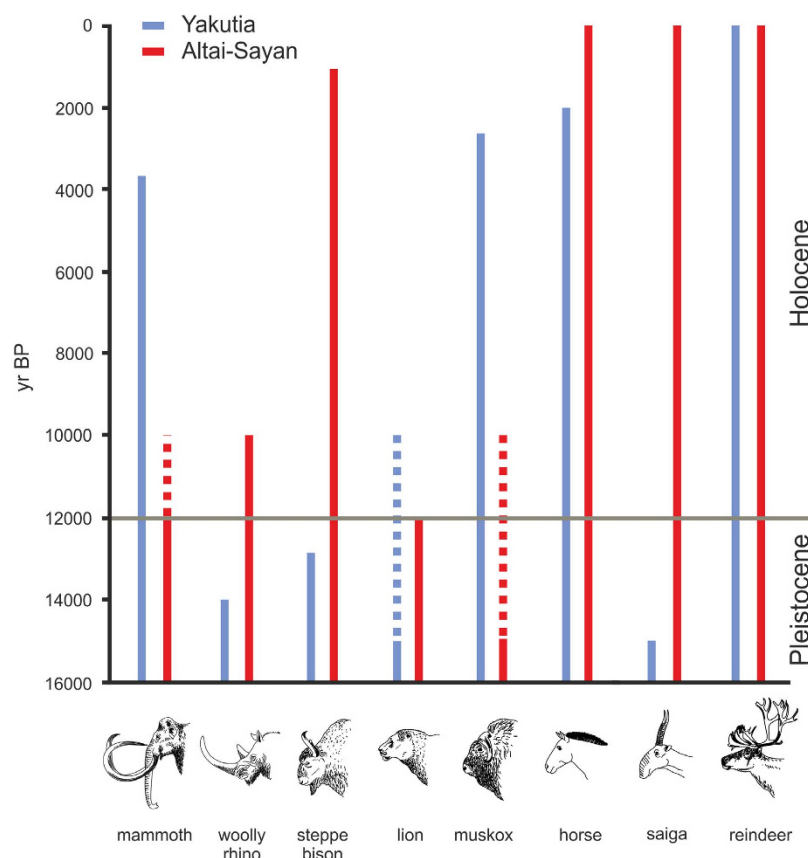 Yakutia
Altai-Sayan
0
2000
4000
6000
8000
10000
12000
14000
16000
yr BP
Holocene
Pleistocene
mammoth
woolly
rhino
steppe
bison
lion
muskox
horse
saiga
reindeer